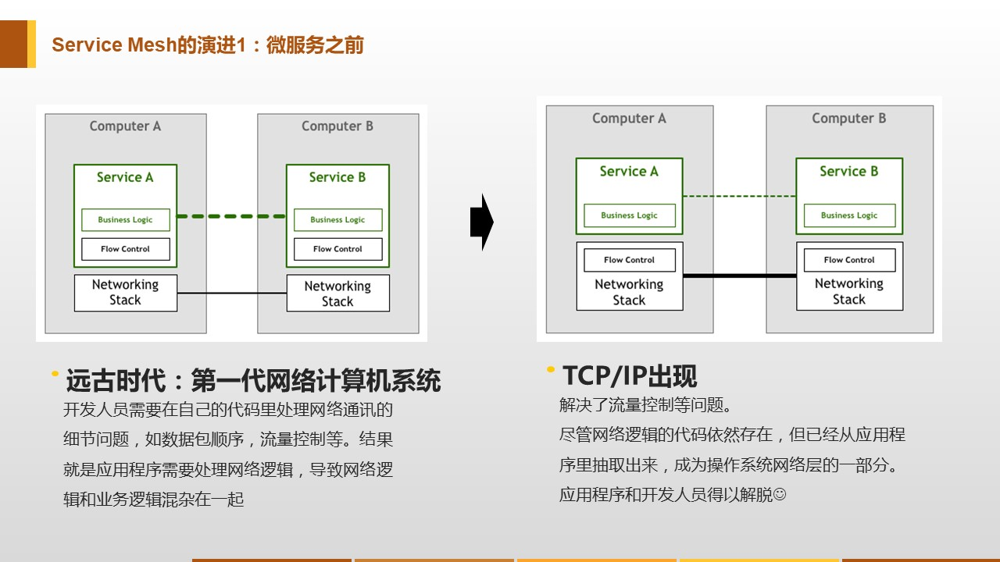 Service Mesh的演进1：微服务之前
Computer A
Computer B
Service A
Service B
Business Logic
Business Logic
Flow Control
Flow Control
Networking
Stack
Networking
Stack
Computer A
Computer B
Service A
Service B
Business Logic
Business Logic
Flow Control
Flow Control
Networking
Stack
Networking
Stack
远古时代：第一代网络计算机系统
开发人员需要在自己的代码里处理网络通讯的
细节问题，如数据包顺序，流量控制等。结果
就是应用程序需要处理网络逻辑，导致网络逻
辑和业务逻辑混杂在一起
TCP/IP出现
解决了流量控制等问题。
尽管网络逻辑的代码依然存在，但已经从应用程
序里抽取出来，成为操作系统网络层的一部分。
应用程序和开发人员得以解脱☺